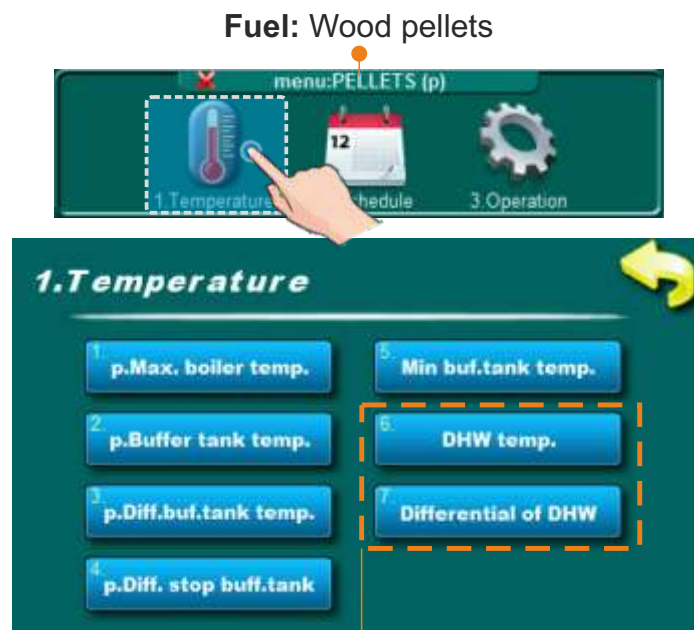 Fuel: Wood pellets
menu:PELLETS (p)
12
1.Temperature
hedule
3.Operation
1.Temperature
1.
p.Max. boiler temp.
2.
p.Buffer tank temp.
3.
p.Diff.buf.tank temp.
4.
p.Diff. stop buff.tank
5.
Min buf.tank temp.
6.
DHW temp.
7.
Differential of DHW